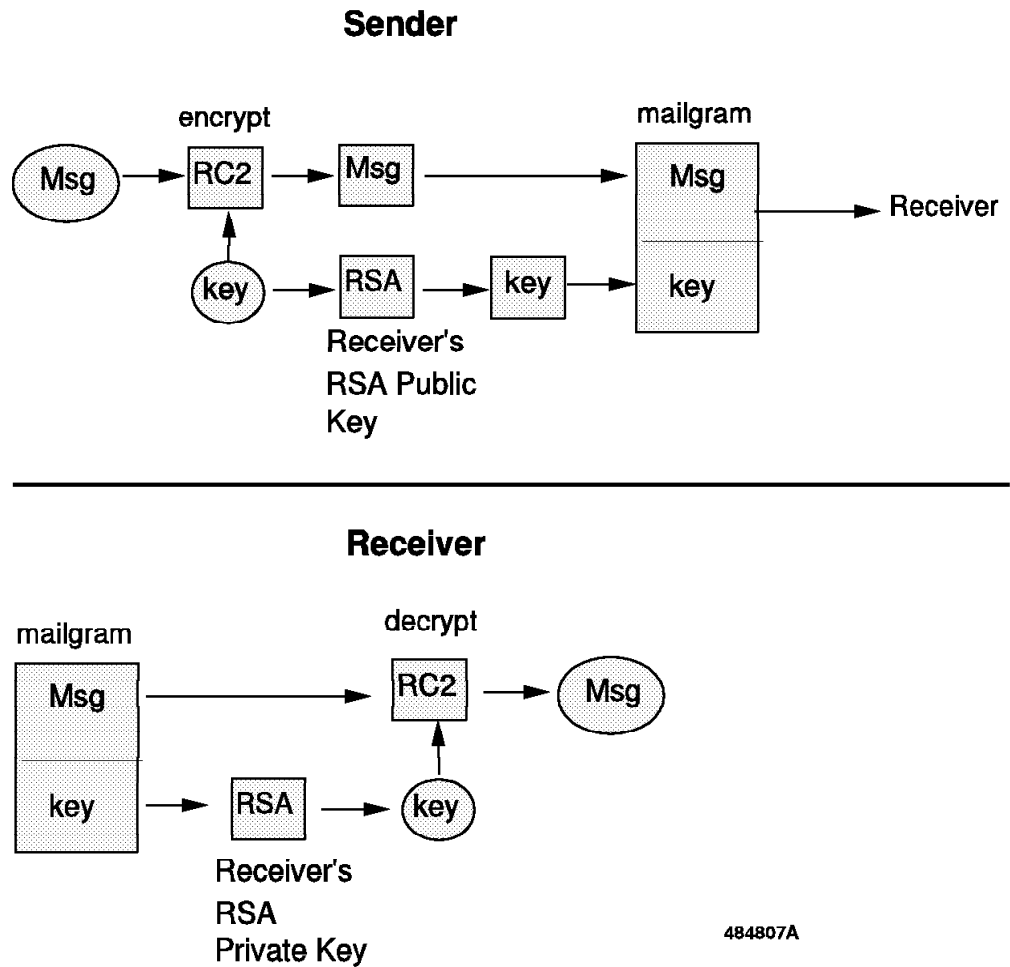 Sender
encrypt
mailgram
Msg
RC2
Msg
Msg
Receiver
key
RSA
key
key
Receiver's
RSA Public
Key
Receiver
decrypt
mailgram
Msg
RC2
Msg
key
RSA
key
Receiver's
RSA
Private Key
484807A